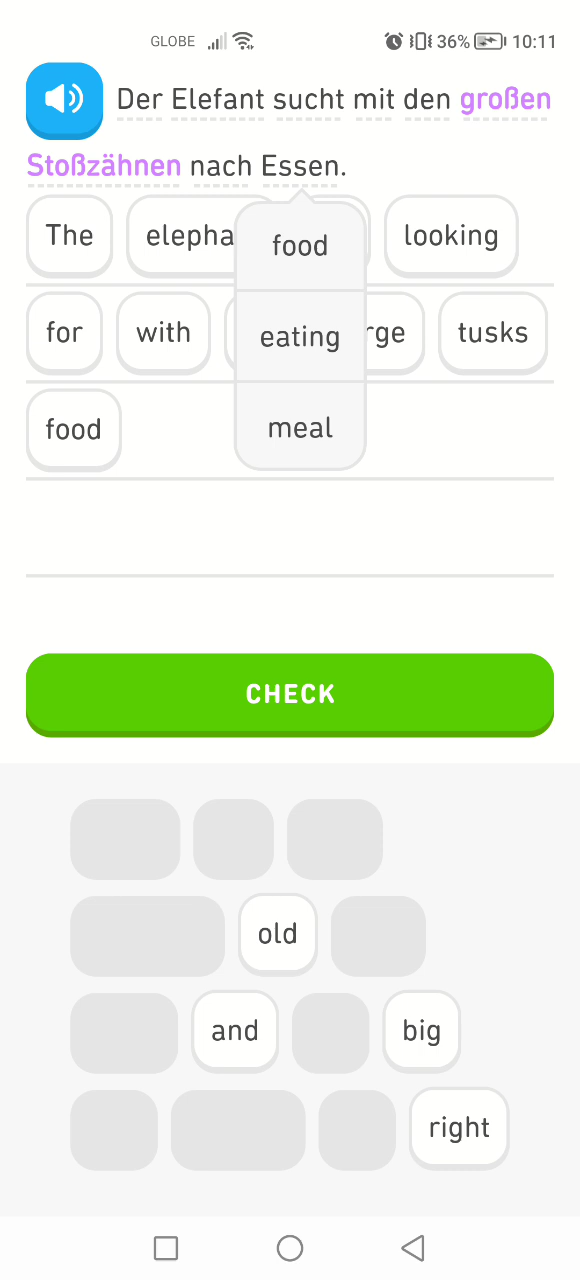 GLOBE 36% 10:11
Der Elefant sucht mit den großen
Stoßzähnen nach Essen.
The looking
food
for with tusks
eating
food
meal
CHECK
old
and big
right